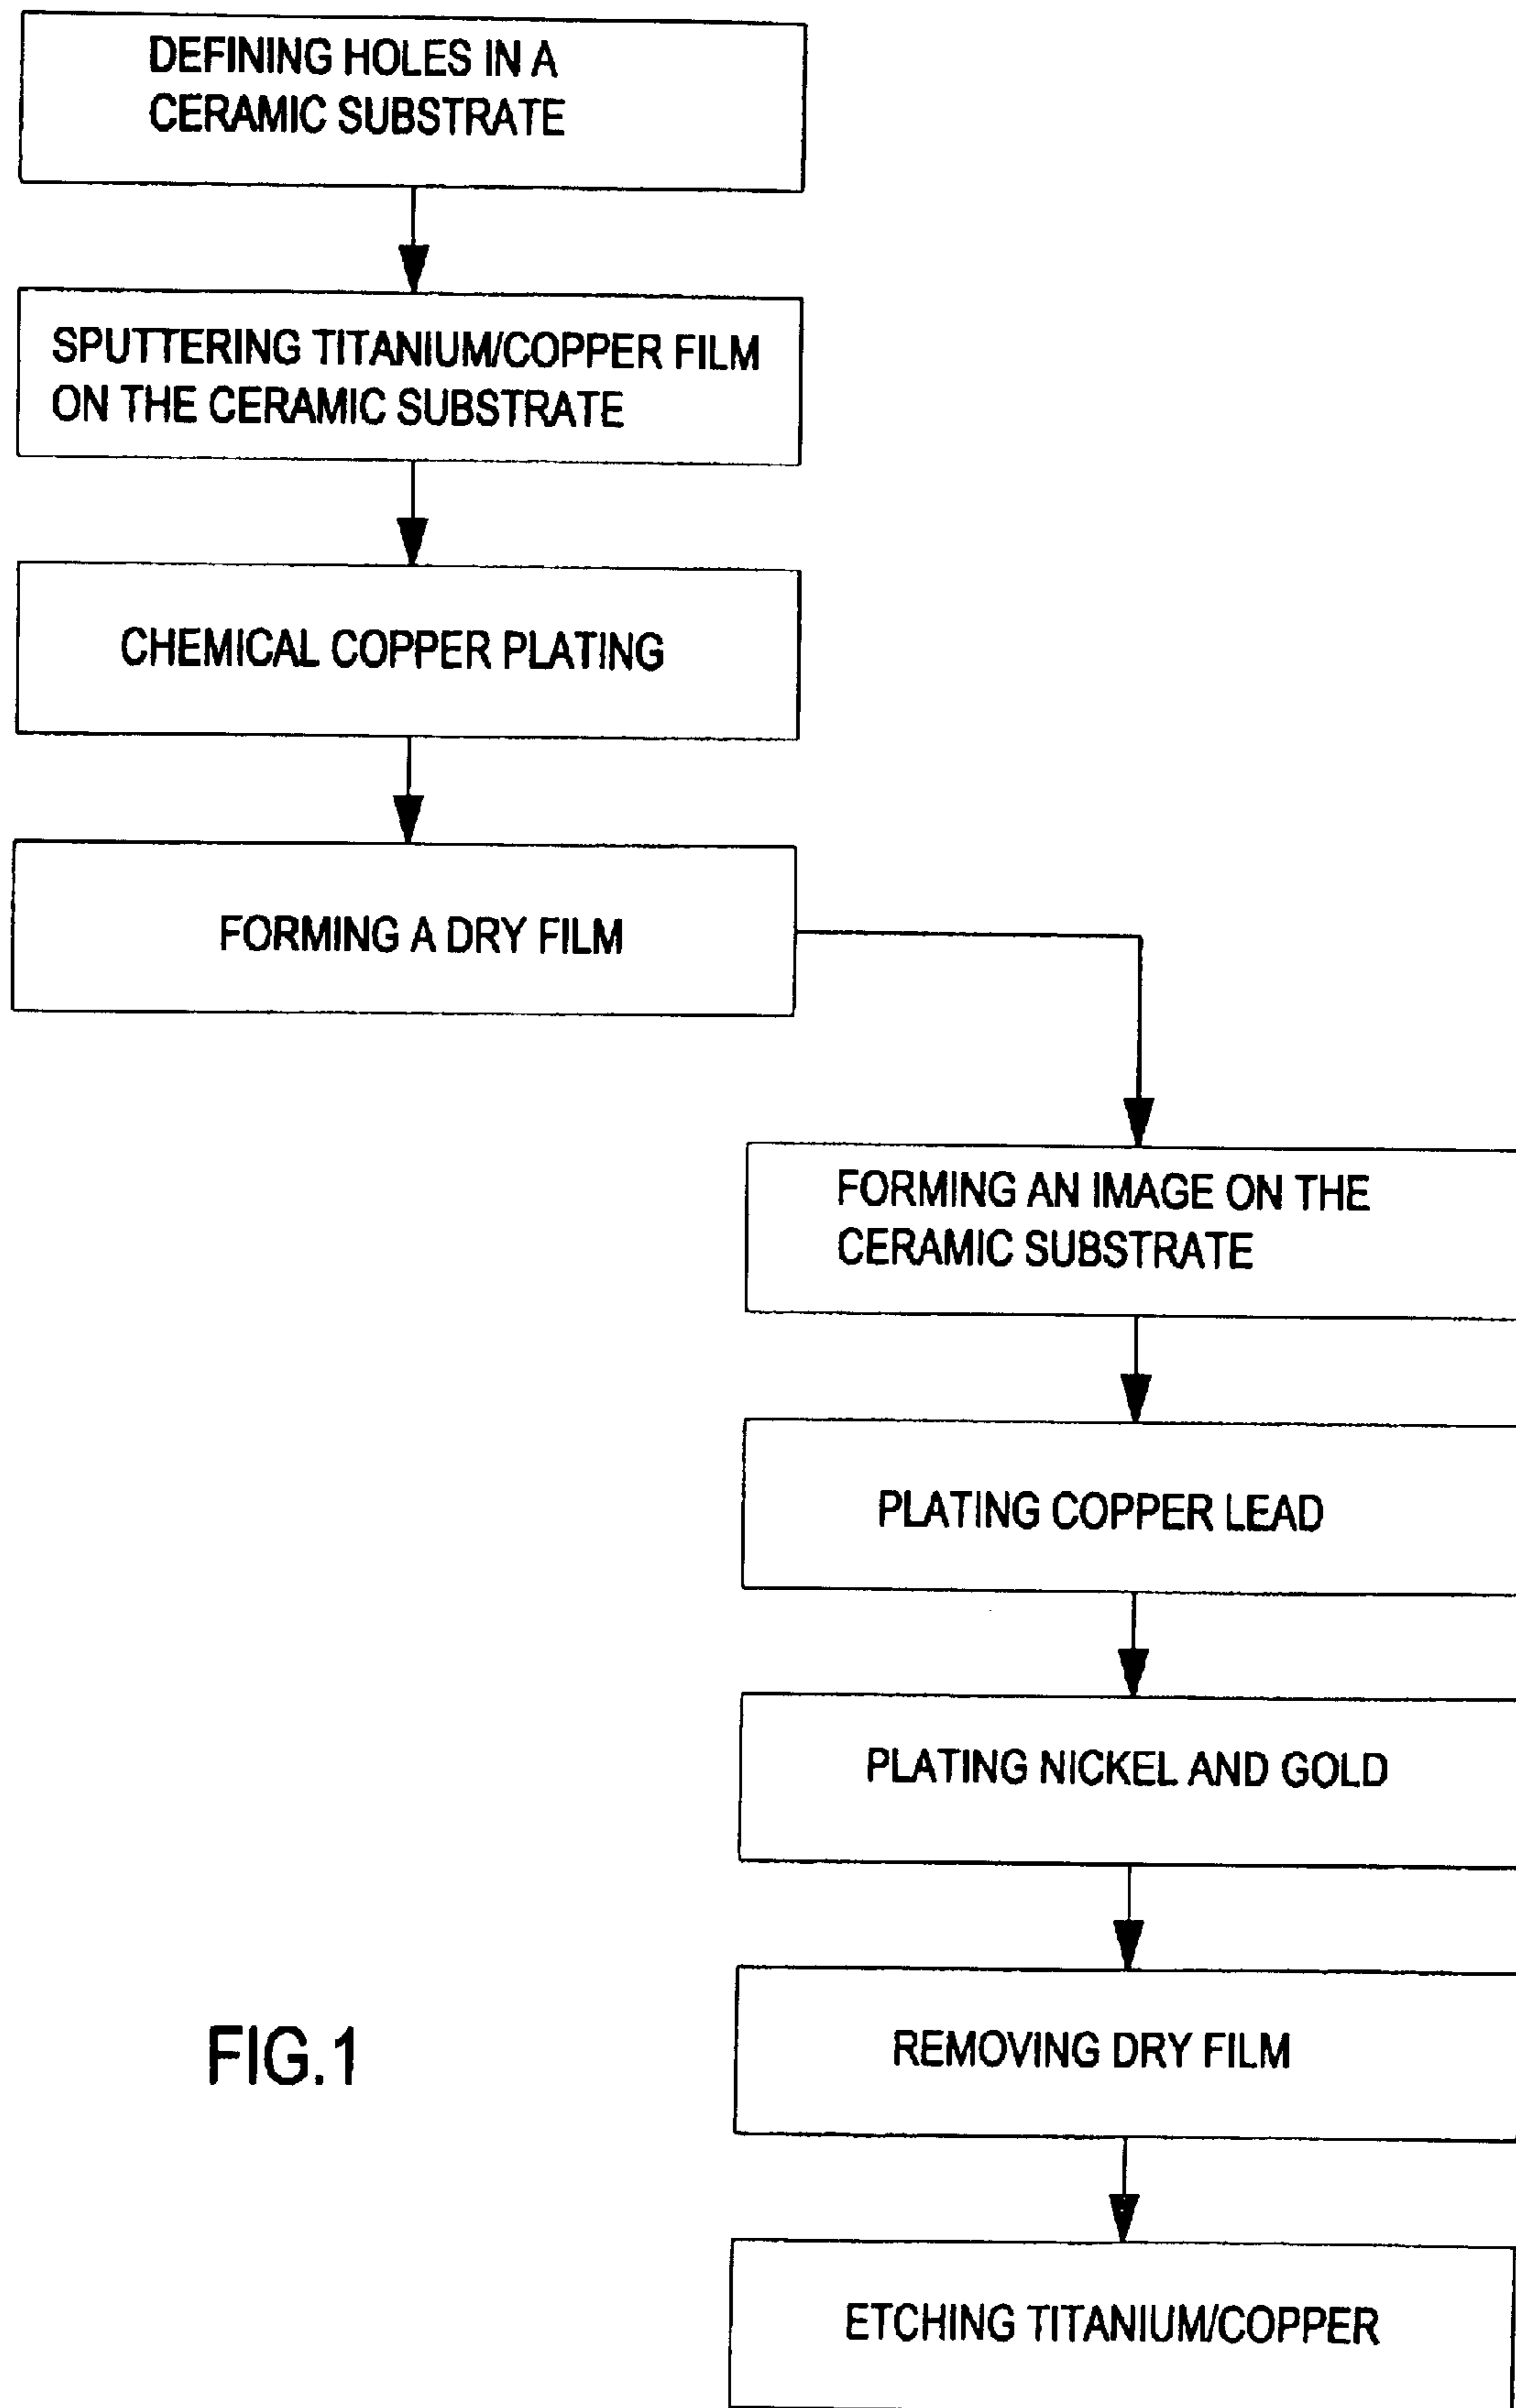 DEFINING HOLES IN A
CERAMIC SUBSTRATE
SPUTTERING TITANIUM/COPPER FILM
ON THE CERAMIC SUBSTRATE
CHEMICAL COPPER PLATING
FORMING A DRY FILM
FORMING AN IMAGE ON THE
CERAMIC SUBSTRATE
PLATING COPPER LEAD
PLATING NICKEL AND GOLD
REMOVING DRY FILM
ETCHING TITANIUM/COPPER
FIG.1